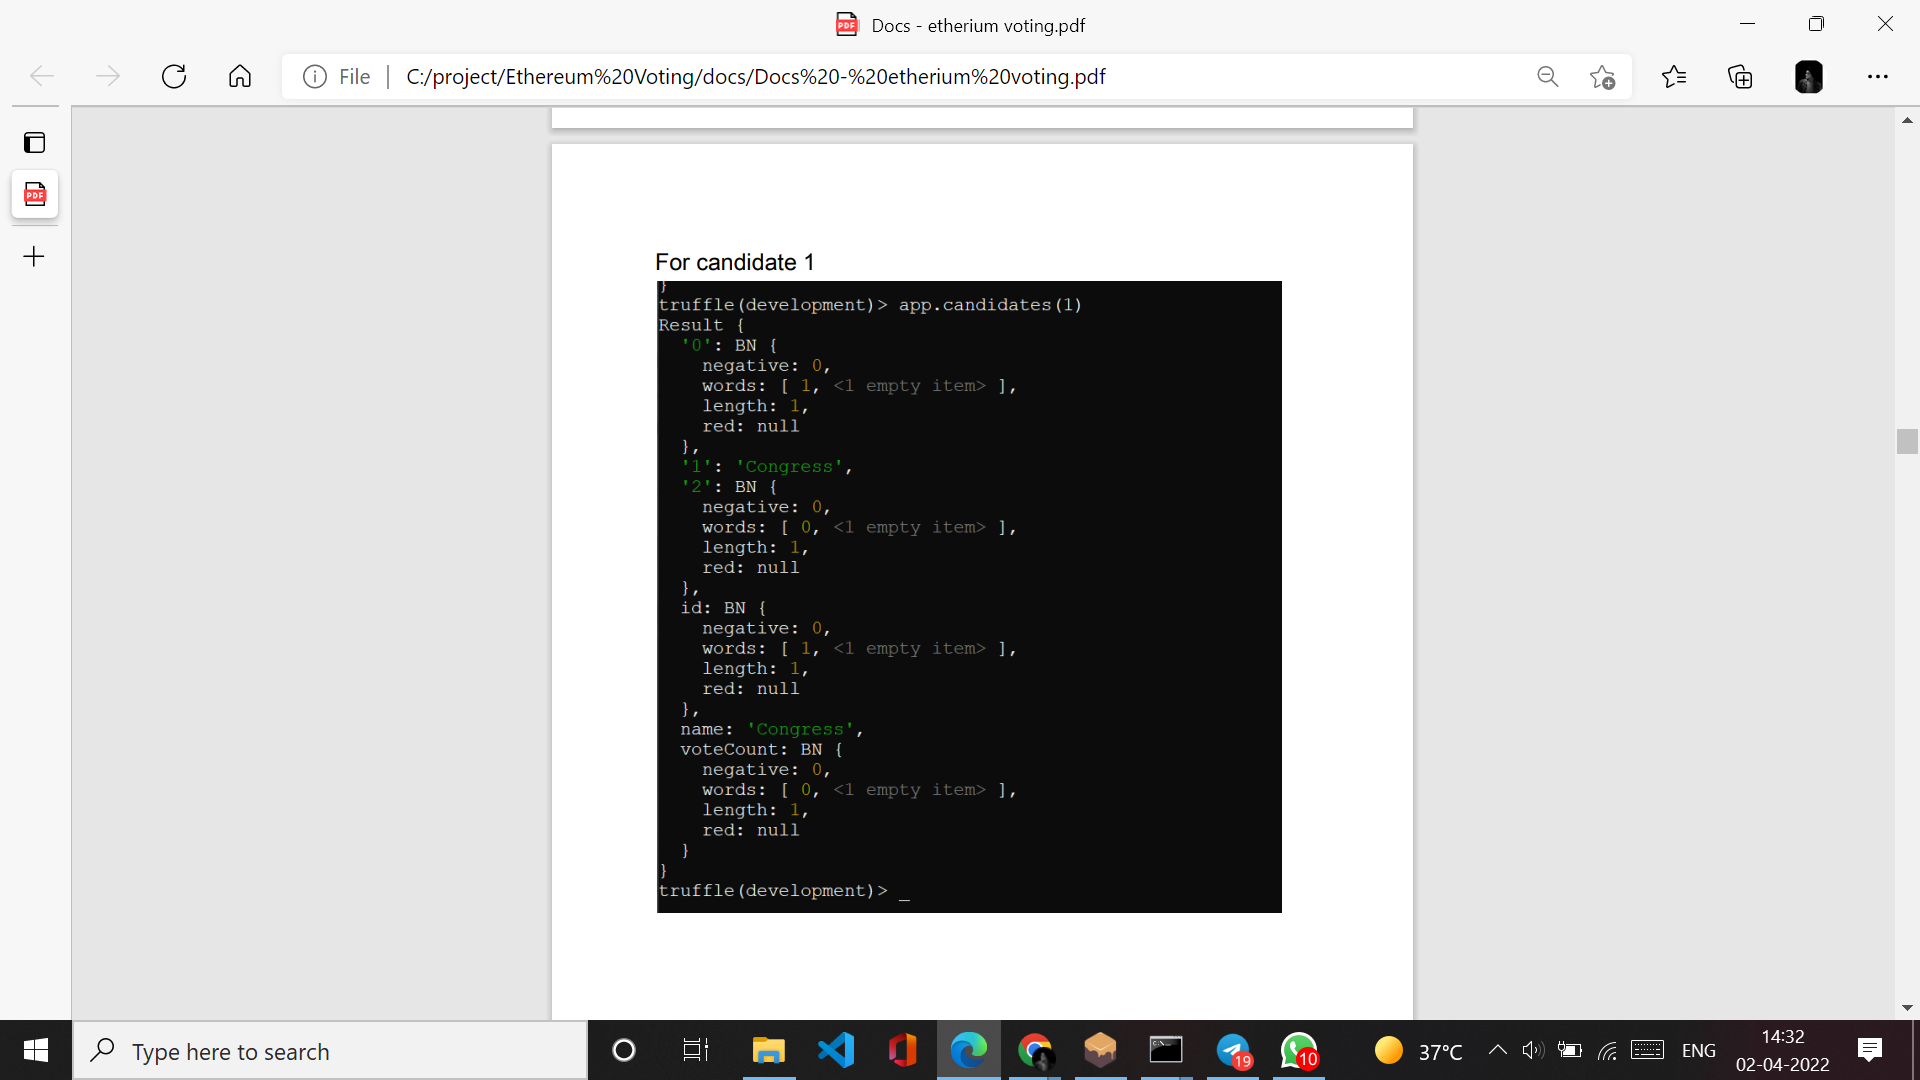 Docs - etherium voting.pdf
File
C:/project/Ethereum%20Voting/docs/Docs%20-%20etherium%20voting.pdf
For candidate 1
}
truffle(development)> app.candidates(1)
Result {
  '0': BN {
    negative: 0,
    words: [ 1, <1 empty item> ],
    length: 1,
    red: null
  },
  '1': 'Congress',
  '2': BN {
    negative: 0,
    words: [ 0, <1 empty item> ],
    length: 1,
    red: null
  },
  id: BN {
    negative: 0,
    words: [ 1, <1 empty item> ],
    length: 1,
    red: null
  },
  name: 'Congress',
  voteCount: BN {
    negative: 0,
    words: [ 0, <1 empty item> ],
    length: 1,
    red: null
  }
}
truffle(development)> _
Type here to search
19
10
37°C
ENG
14:32
02-04-2022